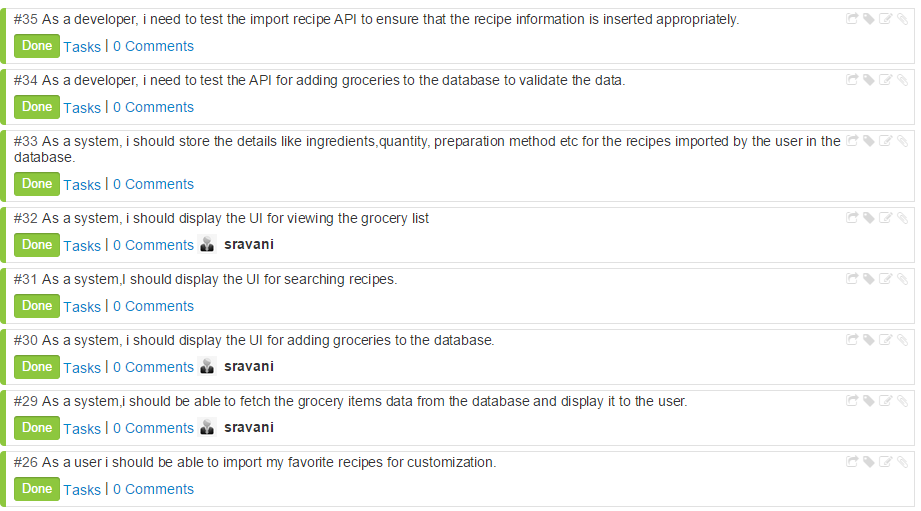 #35 As a developer, i need to test the import recipe API to ensure that the recipe information is inserted appropriately.
Done Tasks | 0 Comments
#34 As a developer, i need to test the API for adding groceries to the database to validate the data.
Done Tasks | 0 Comments
#33 As a system, i should store the details like ingredients,quantity, preparation method etc for the recipes imported by the user in the
database.
Done Tasks | 0 Comments
#32 As a system, i should display the UI for viewing the grocery list
Done Tasks | 0 Comments sravani
#31 As a system,I should display the UI for searching recipes.
Done Tasks | 0 Comments
#30 As a system, i should display the UI for adding groceries to the database.
Done Tasks | 0 Comments sravani
#29 As a system,i should be able to fetch the grocery items data from the database and display it to the user.
Done Tasks | 0 Comments sravani
#26 As a user i should be able to import my favorite recipes for customization.
Done Tasks | 0 Comments